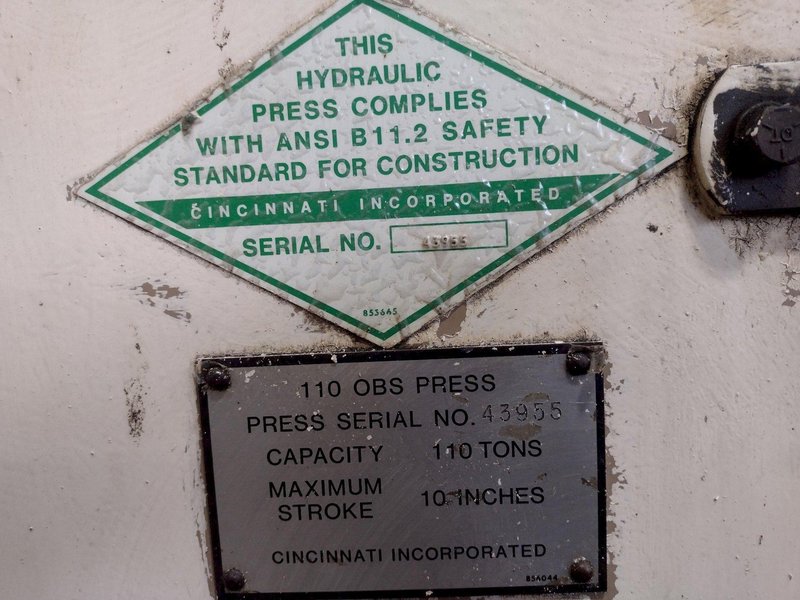 THIS
HYDRAULIC
PRESS COMPLIES
WITH ANSI B11.2 SAFETY
STANDARD FOR CONSTRUCTION
CINCINNATI INCORPORATED
SERIAL NO. 43955
853645
110 OBS PRESS
PRESS SERIAL NO. 43955
CAPACITY 110 TONS
MAXIMUM
STROKE 10 INCHES
CINCINNATI INCORPORATED
854044